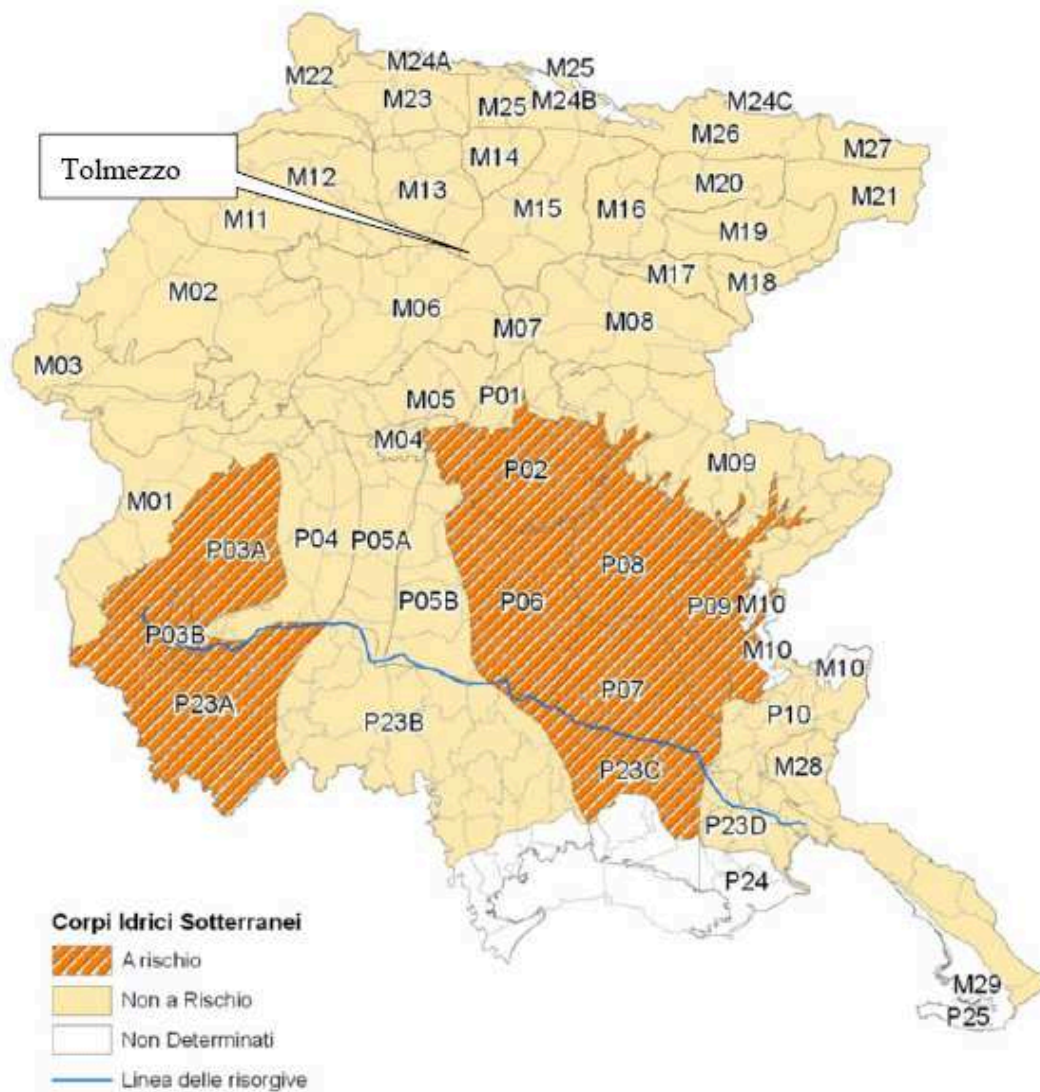 M24A
M25
M22
M23
M25
M24B
M24C
M26
M27
Tolmezzo
M12
M13
M14
M20
M21
M11
M15
M16
M19
M17
M18
M02
M06
M07
M08
M03
M05
P01
M04
P02
M09
M01
P03A
P04
P05A
P08
P05B
P06
P09
M10
P03B
M10
M10
P23A
P07
P10
P23B
P23C
M28
P23D
P24
M29
P25
Corpi Idrici Sotterranei
A rischio
Non a Rischio
Non Determinati
Linea delle risorgive